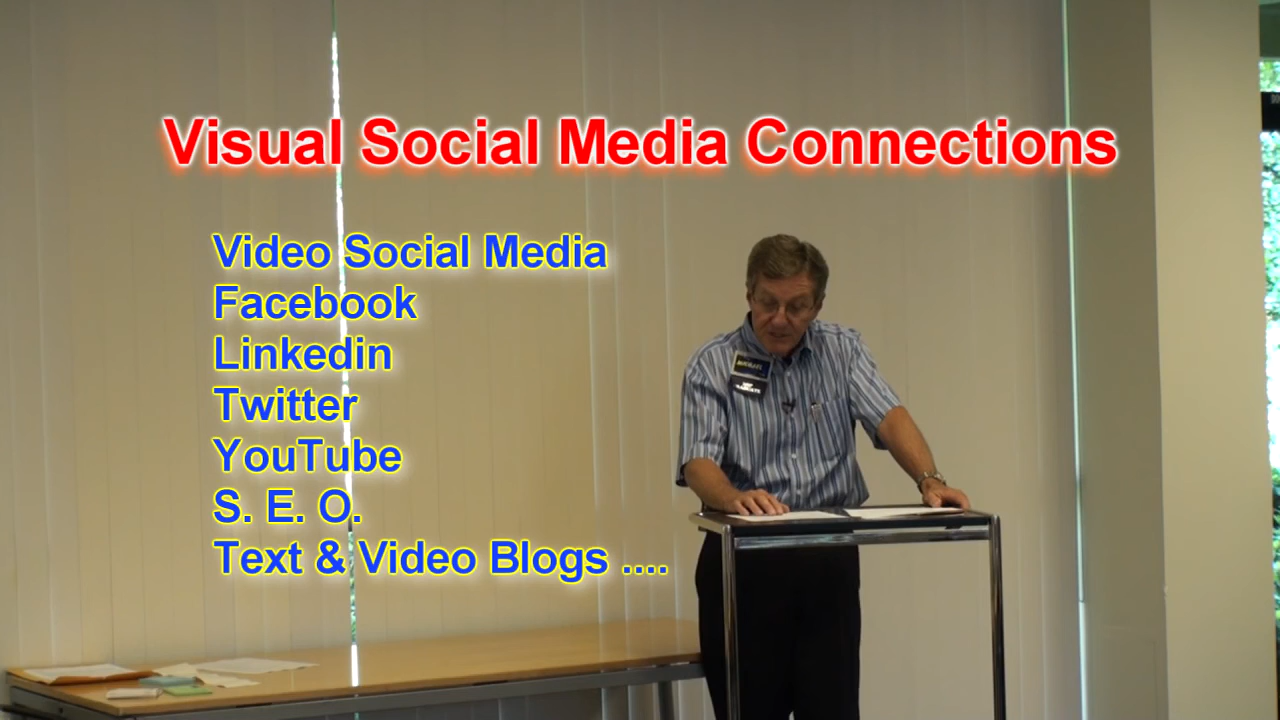 Visual Social Media Connections
Video Social Media
Facebook
Linkedin
Twitter
YouTube
S. E. O.
Text & Video Blogs ....